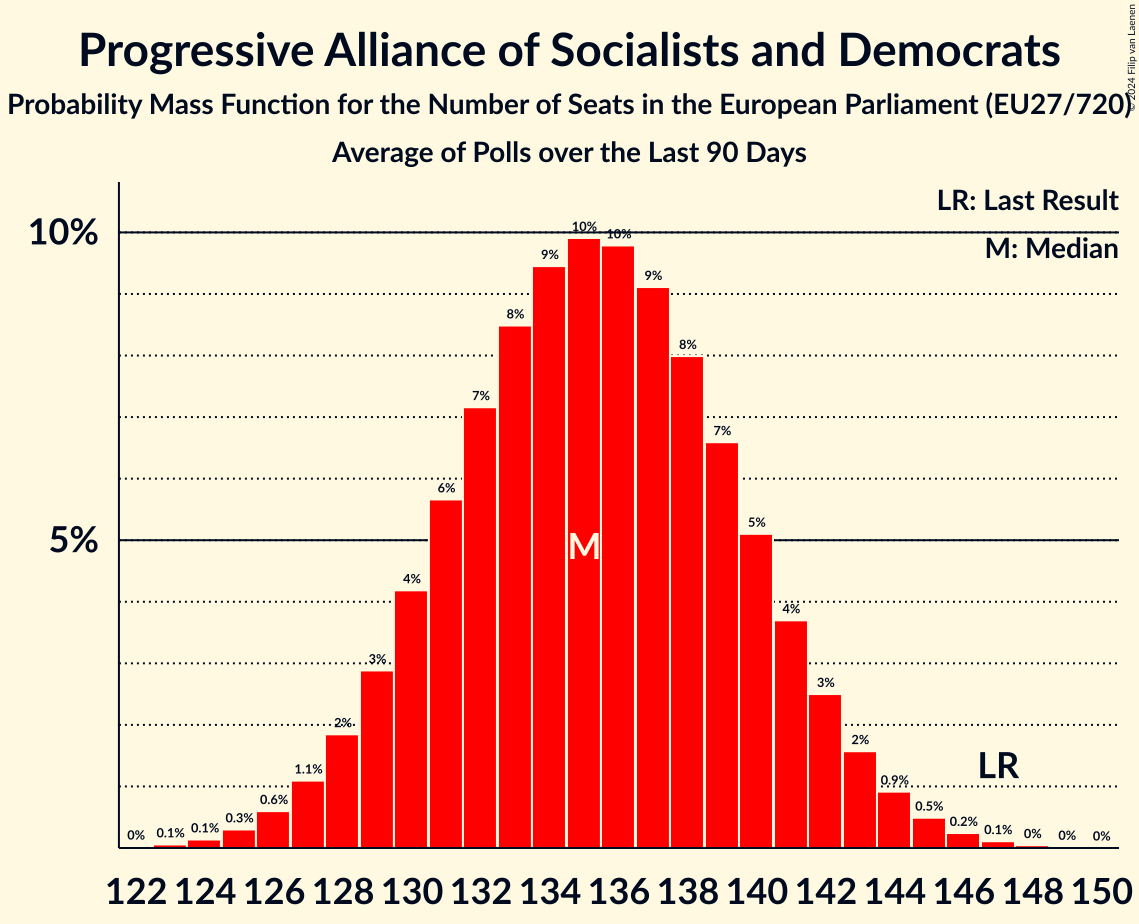 Progressive Alliance of Socialists and Democrats
Probability Mass Function for the Number of Seats in the European Parliament (EU27/720)
Average of Polls over the Last 90 Days
© 2024 Filip van Laenen
LR: Last Result
M: Median
10%
5%
0% 0.1% 0.1% 0.3% 0.6% 1.1% 2% 3% 4% 6% 7% 8% 9% 10% 10% 9% 8% 7% 5% 4% 3% 2% 0.9% 0.5% 0.2% 0.1% 0% 0% 0%
M
LR
122 124 126 128 130 132 134 136 138 140 142 144 146 148 150